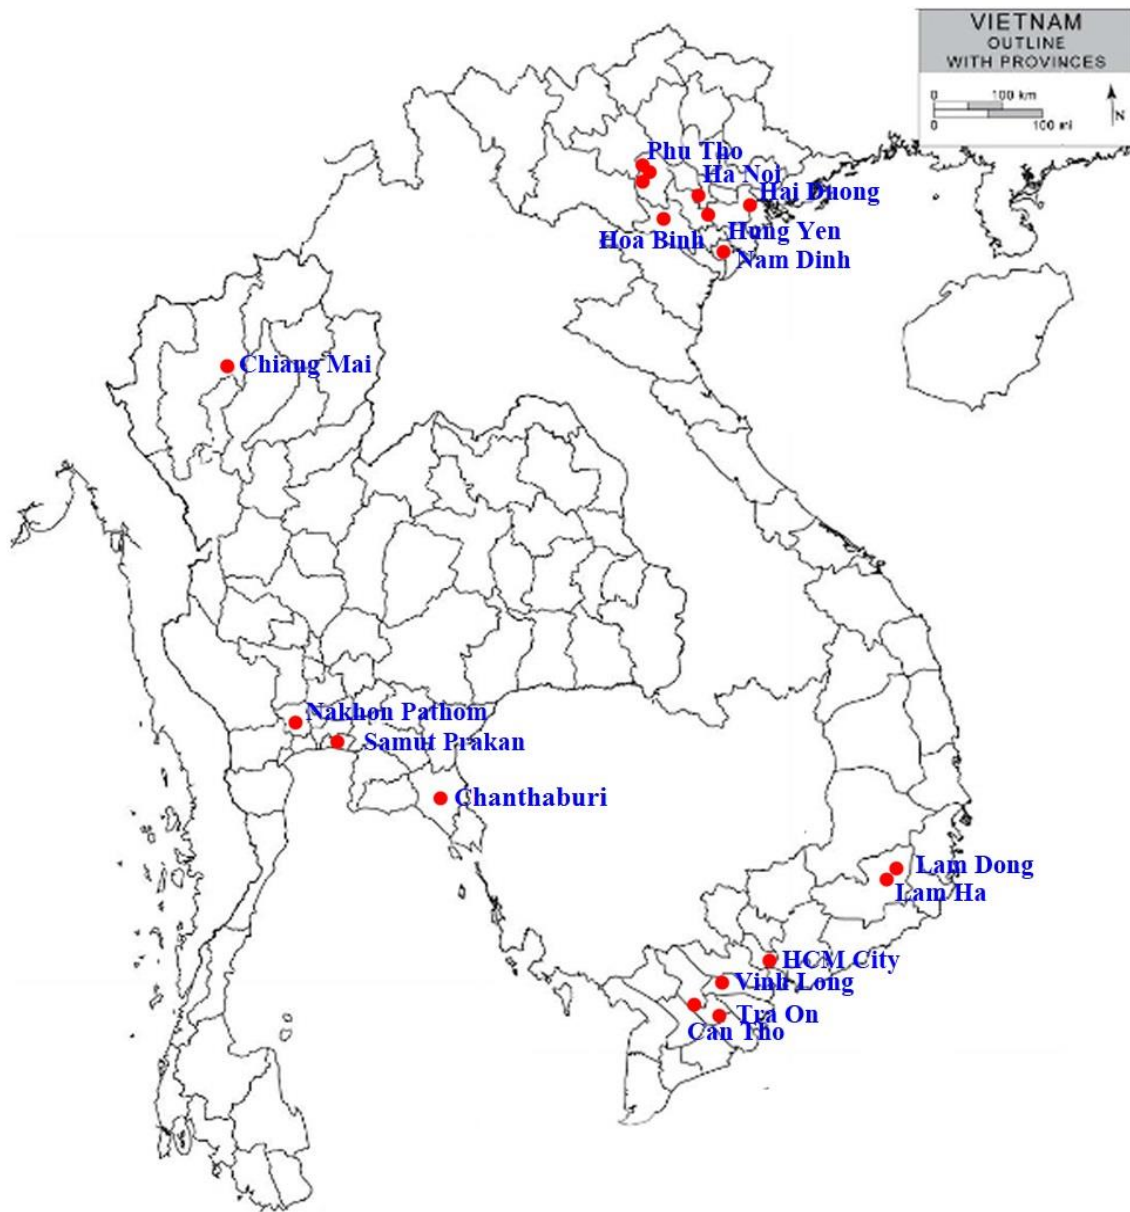 VIETNAM
OUTLINE
WITH PROVINCES
0 100 km
0 100 mi
N
Phu Tho
Ha Noi
Hai Duong
Hung Yen
Hoa Binh
Nam Dinh
Chiang Mai
Nakhon Pathom
Samut Prakan
Chanthaburi
Lam Dong
Lam Ha
HCM City
Vinh Long
Tra On
Can Tho